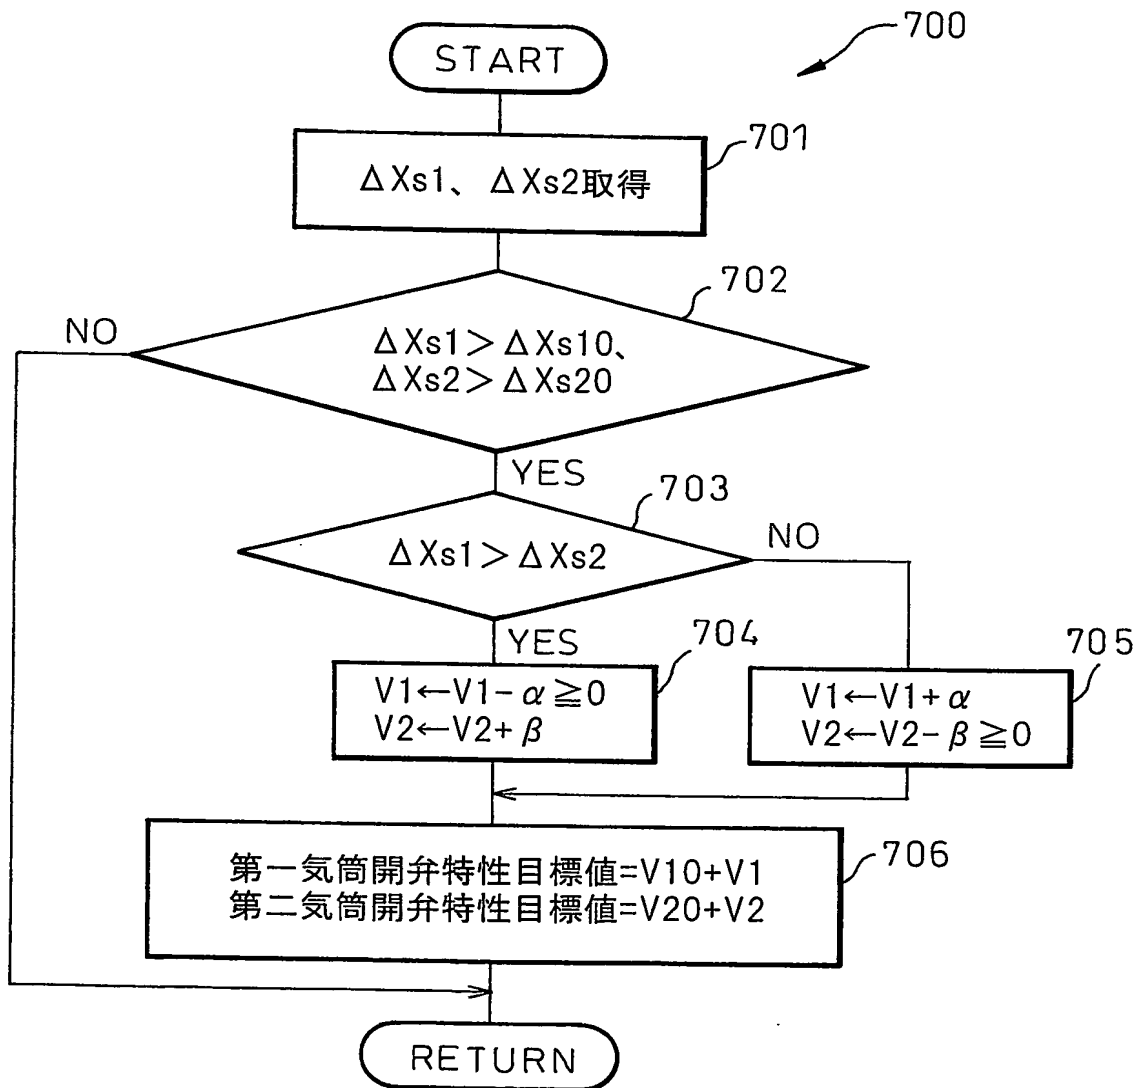 700
START
701
ΔXs1、ΔXs2取得
702
NO
ΔXs1＞ΔXs10、
ΔXs2＞ΔXs20
YES
703
NO
ΔXs1＞ΔXs2
YES
704
V1←V1-α≧0
V2←V2+β
705
V1←V1+α
V2←V2-β≧0
706
第一気筒開弁特性目標値=V10+V1
第二気筒開弁特性目標値=V20+V2
RETURN